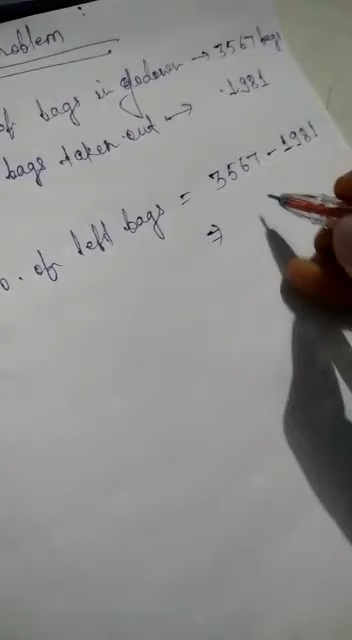 roblem :
of bags in godown → 3567 bags
bags taken out → 1981
o. of left bags = 3567 - 1981
⇒